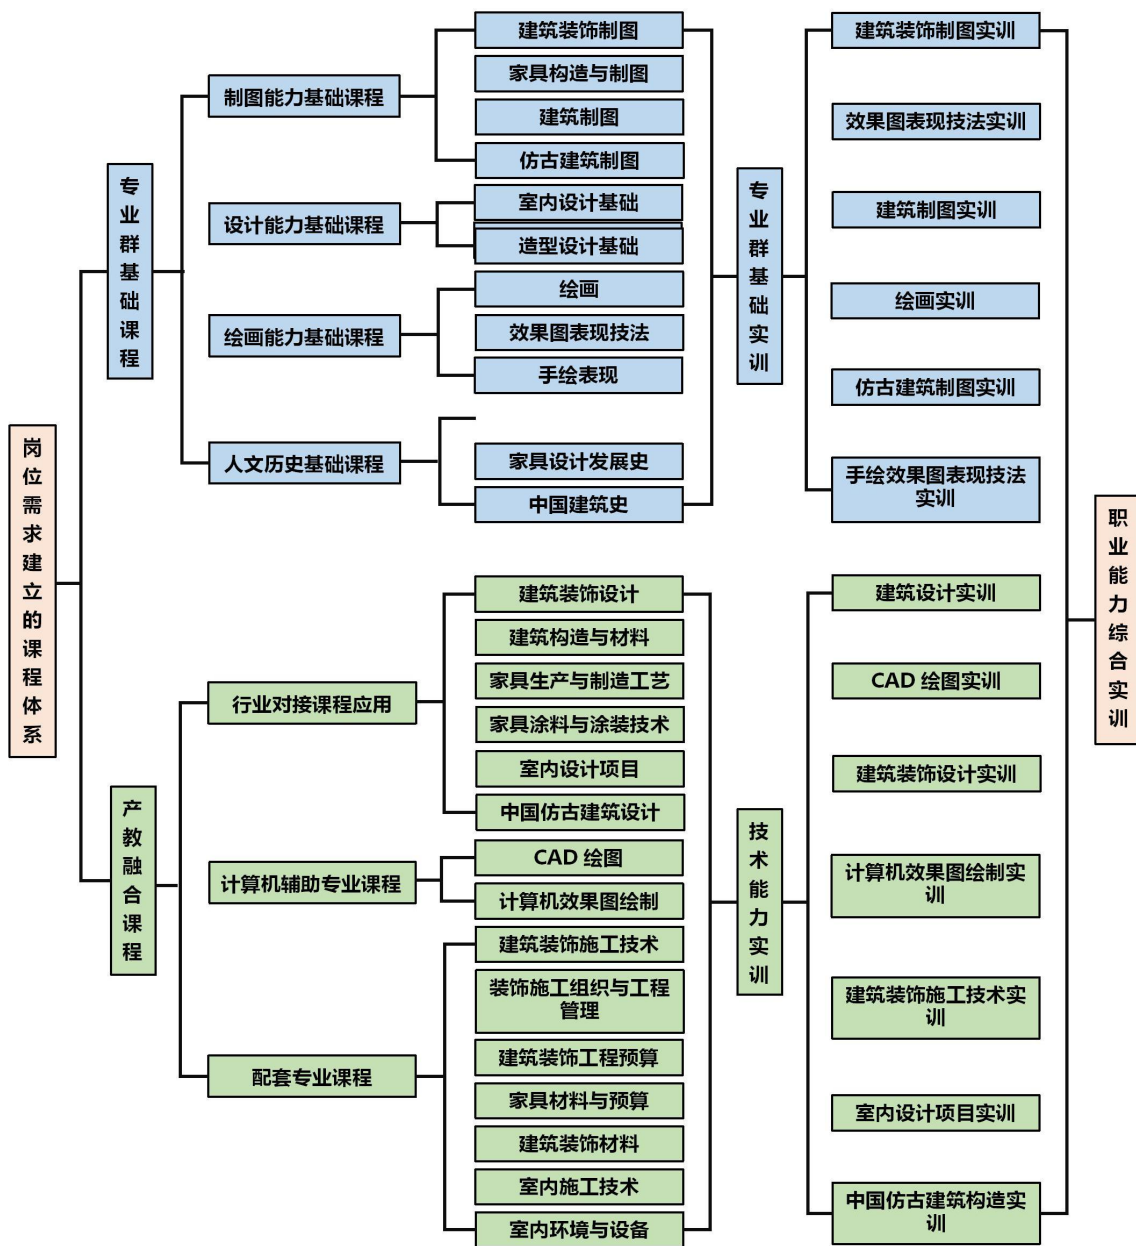 岗位需求建立的课程体系
专业群基础课程
制图能力基础课程
建筑装饰制图
家具构造与制图
建筑制图
仿古建筑制图
设计能力基础课程
室内设计基础
造型设计基础
绘画能力基础课程
绘画
效果图表现技法
手绘表现
人文历史基础课程
家具设计发展史
中国建筑史
专业群基础实训
建筑装饰制图实训
效果图表现技法实训
建筑制图实训
绘画实训
仿古建筑制图实训
手绘效果图表现技法
实训
产教融合课程
行业对接课程应用
建筑装饰设计
建筑构造与材料
家具生产与制造工艺
家具涂料与涂装技术
室内设计项目
中国仿古建筑设计
计算机辅助专业课程
CAD 绘图
计算机效果图绘制
配套专业课程
建筑装饰施工技术
装饰施工组织与工程
管理
建筑装饰工程预算
家具材料与预算
建筑装饰材料
室内施工技术
室内环境与设备
技术能力实训
建筑设计实训
CAD 绘图实训
建筑装饰设计实训
计算机效果图绘制实
训
建筑装饰施工技术实
训
室内设计项目实训
中国仿古建筑构造实
训
职业能力综合实训